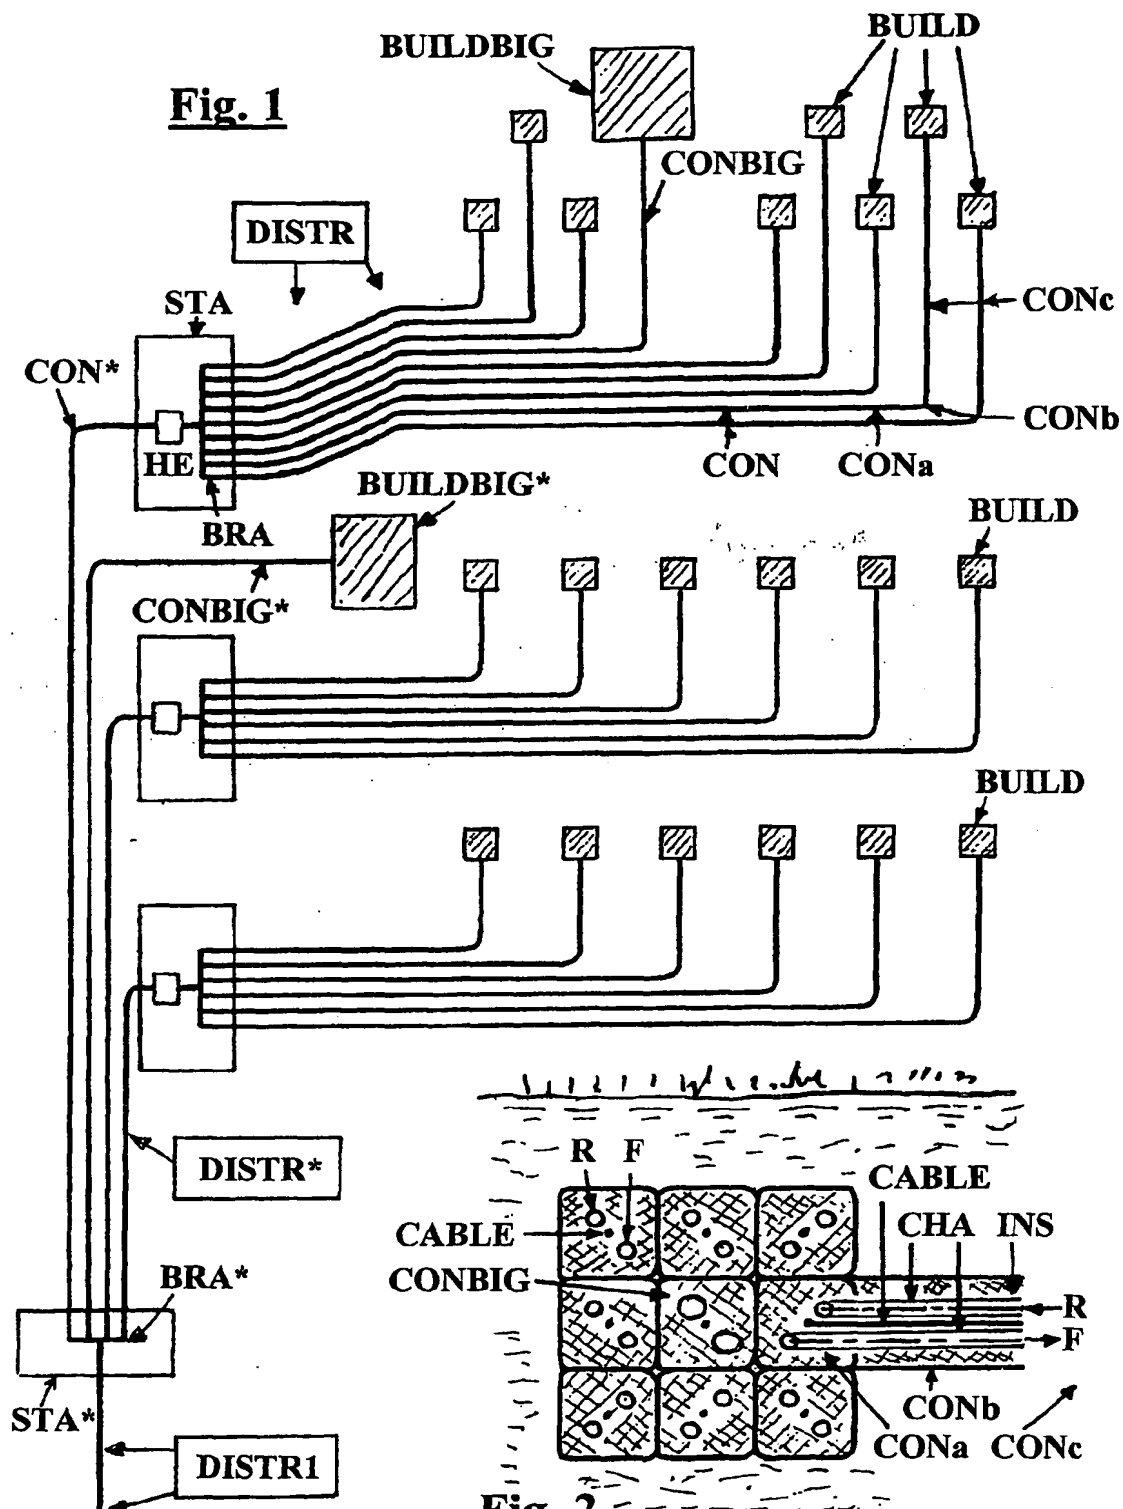 BUILDBIG
BUILD
Fig. 1
CONBIG
DISTR
STA
CONc
CON*
CONb
HE
CON
CONa
BUILDBIG*
BRA
BUILD
CONBIG*
BUILD
R F
DISTR*
CABLE
CABLE
CHA INS
BRA*
CONBIG
R
F
STA*
CONb
CONa CONc
DISTR1
Fig. 2